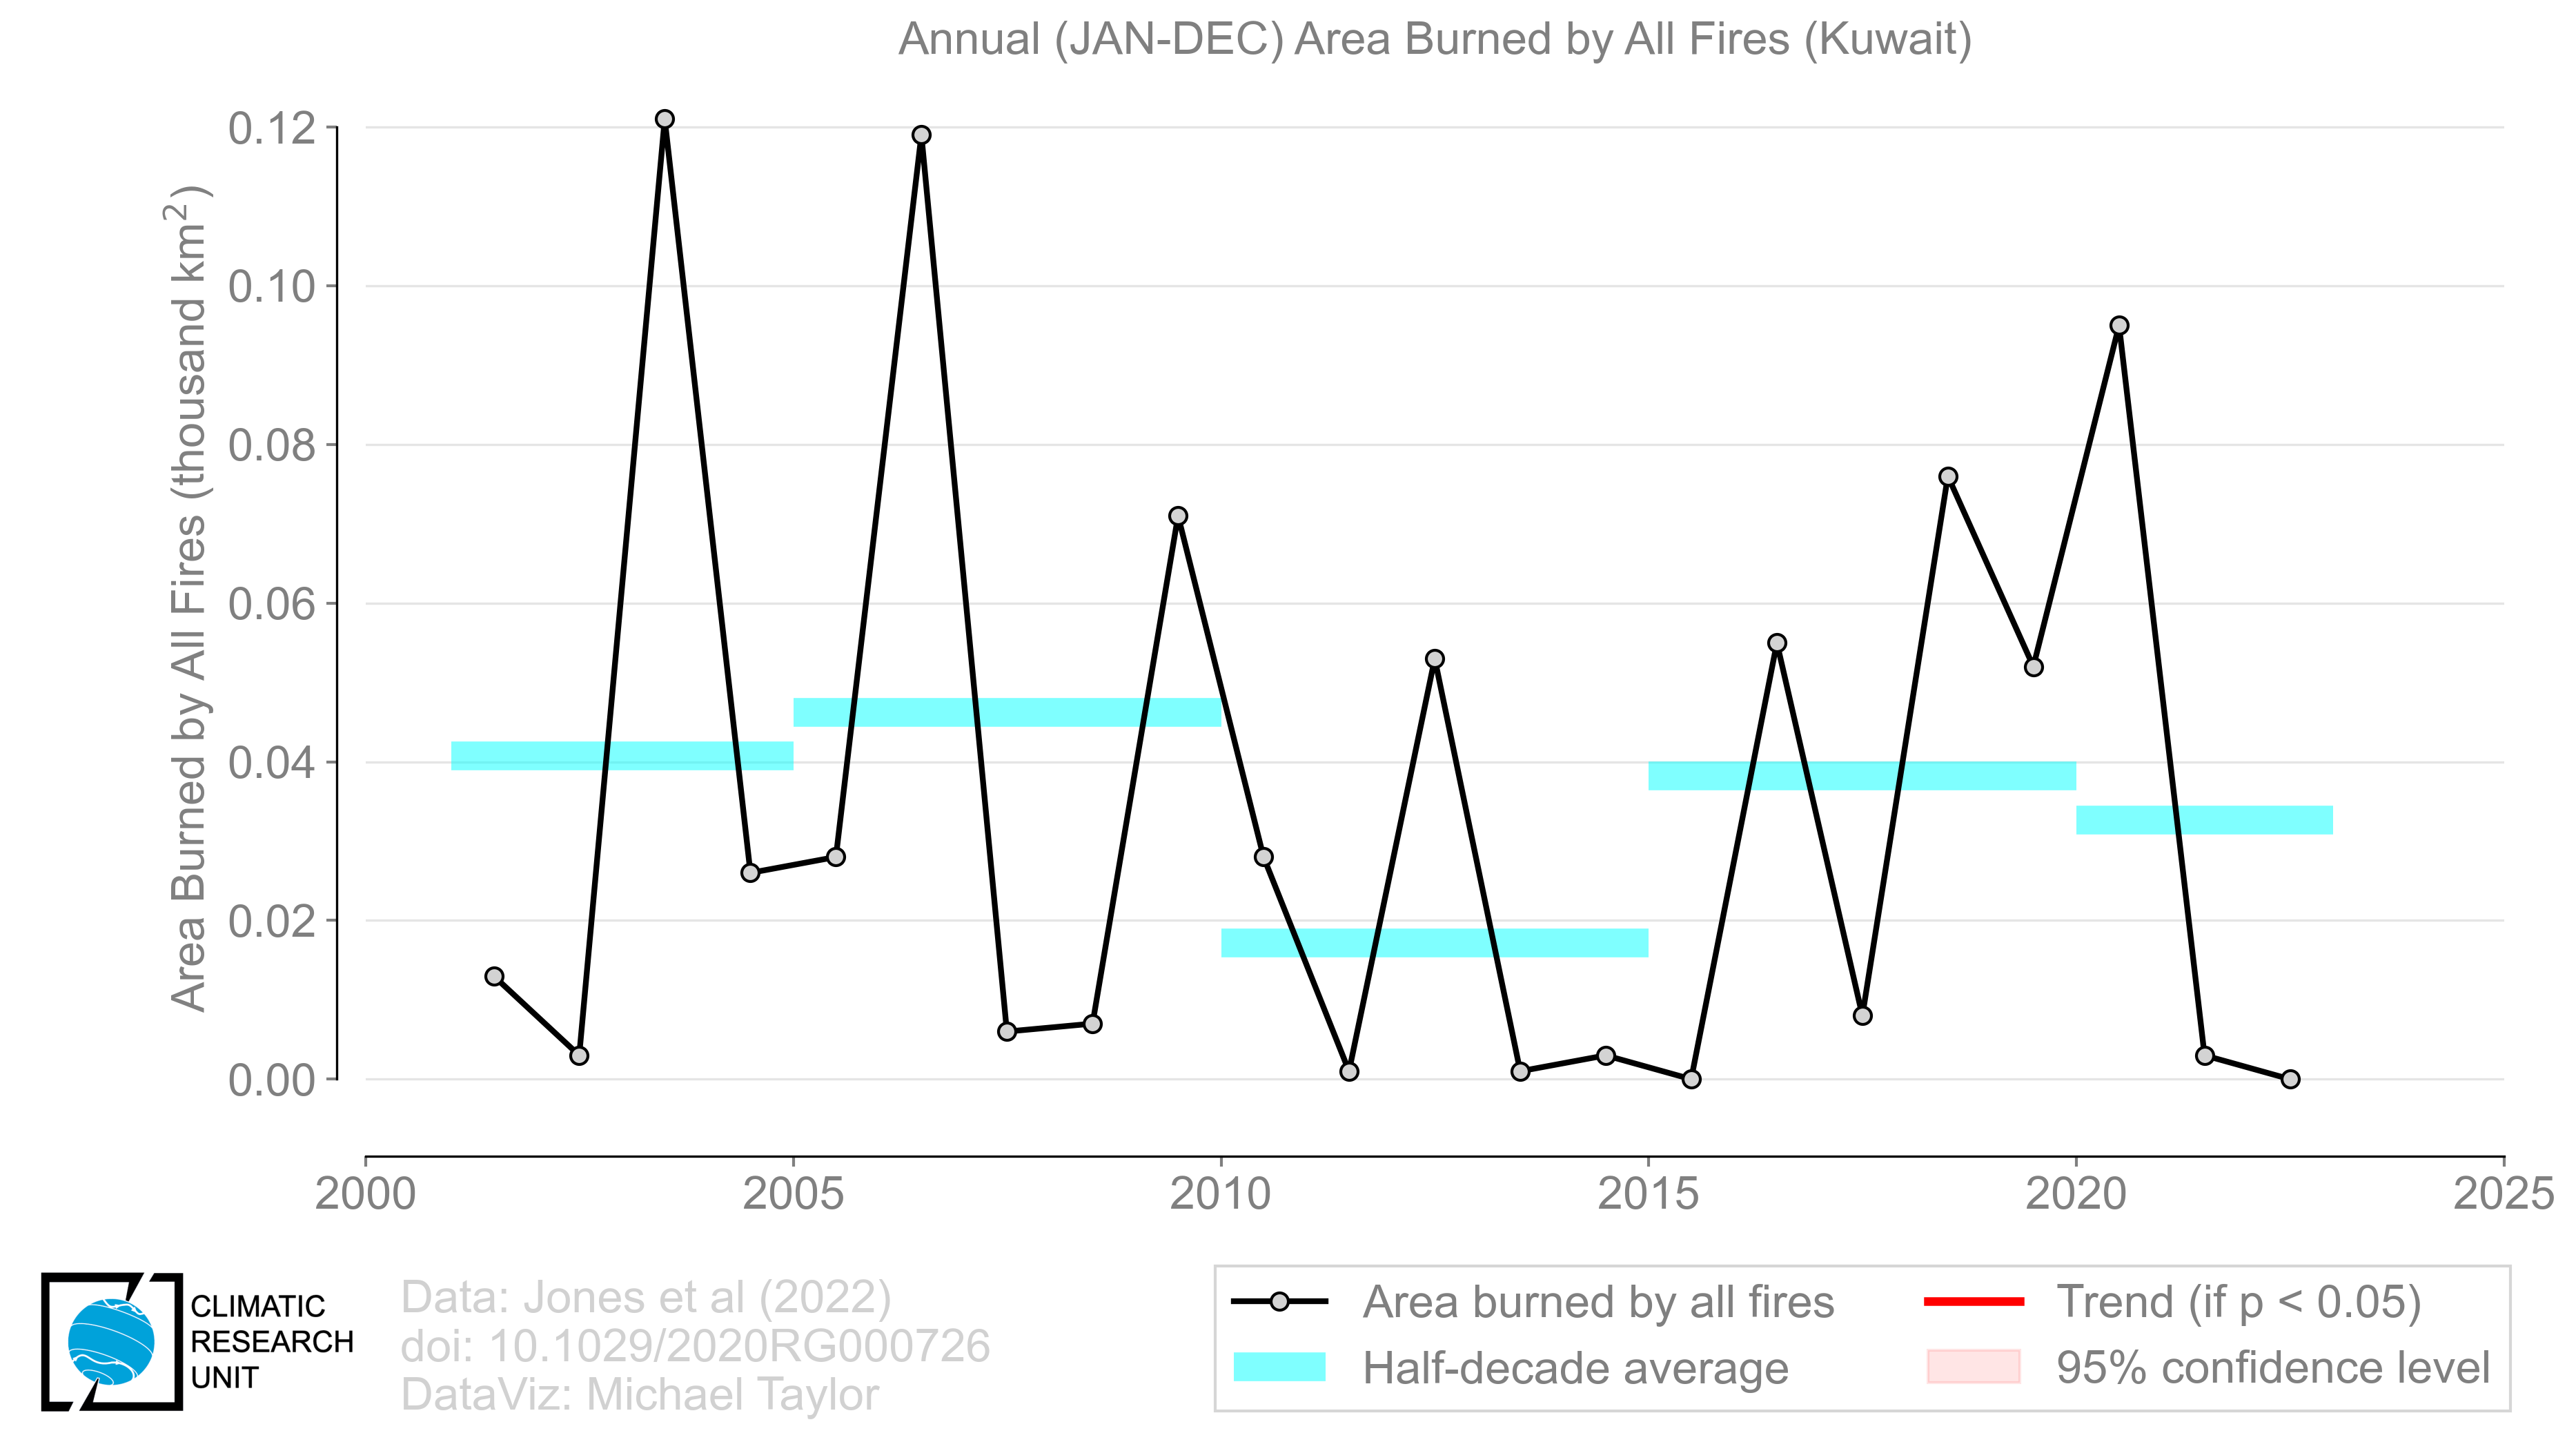 Annual (JAN-DEC) Area Burned by All Fires (Kuwait)
Area Burned by All Fires (thousand km²)
0.12
0.10
0.08
0.06
0.04
0.02
0.00
2000 2005 2010 2015 2020 2025
CLIMATIC
RESEARCH
UNIT
Data: Jones et al (2022)
doi: 10.1029/2020RG000726
DataViz: Michael Taylor
Area burned by all fires
Half-decade average
Trend (if p < 0.05)
95% confidence level